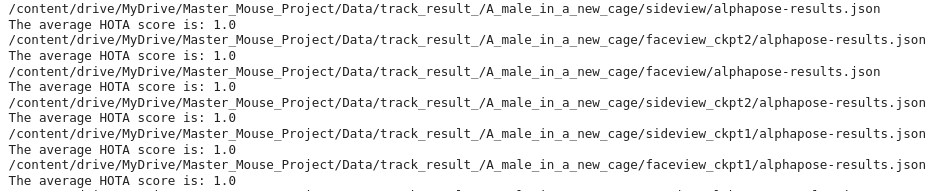 /content/drive/MyDrive/Master_Mouse_Project/Data/track_result_/A_male_in_a_new_cage/sideview/alphapose-results.json
The average HOTA score is: 1.0
/content/drive/MyDrive/Master_Mouse_Project/Data/track_result_/A_male_in_a_new_cage/faceview_ckpt2/alphapose-results.json
The average HOTA score is: 1.0
/content/drive/MyDrive/Master_Mouse_Project/Data/track_result_/A_male_in_a_new_cage/faceview/alphapose-results.json
The average HOTA score is: 1.0
/content/drive/MyDrive/Master_Mouse_Project/Data/track_result_/A_male_in_a_new_cage/sideview_ckpt2/alphapose-results.json
The average HOTA score is: 1.0
/content/drive/MyDrive/Master_Mouse_Project/Data/track_result_/A_male_in_a_new_cage/sideview_ckpt1/alphapose-results.json
The average HOTA score is: 1.0
/content/drive/MyDrive/Master_Mouse_Project/Data/track_result_/A_male_in_a_new_cage/faceview_ckpt1/alphapose-results.json
The average HOTA score is: 1.0